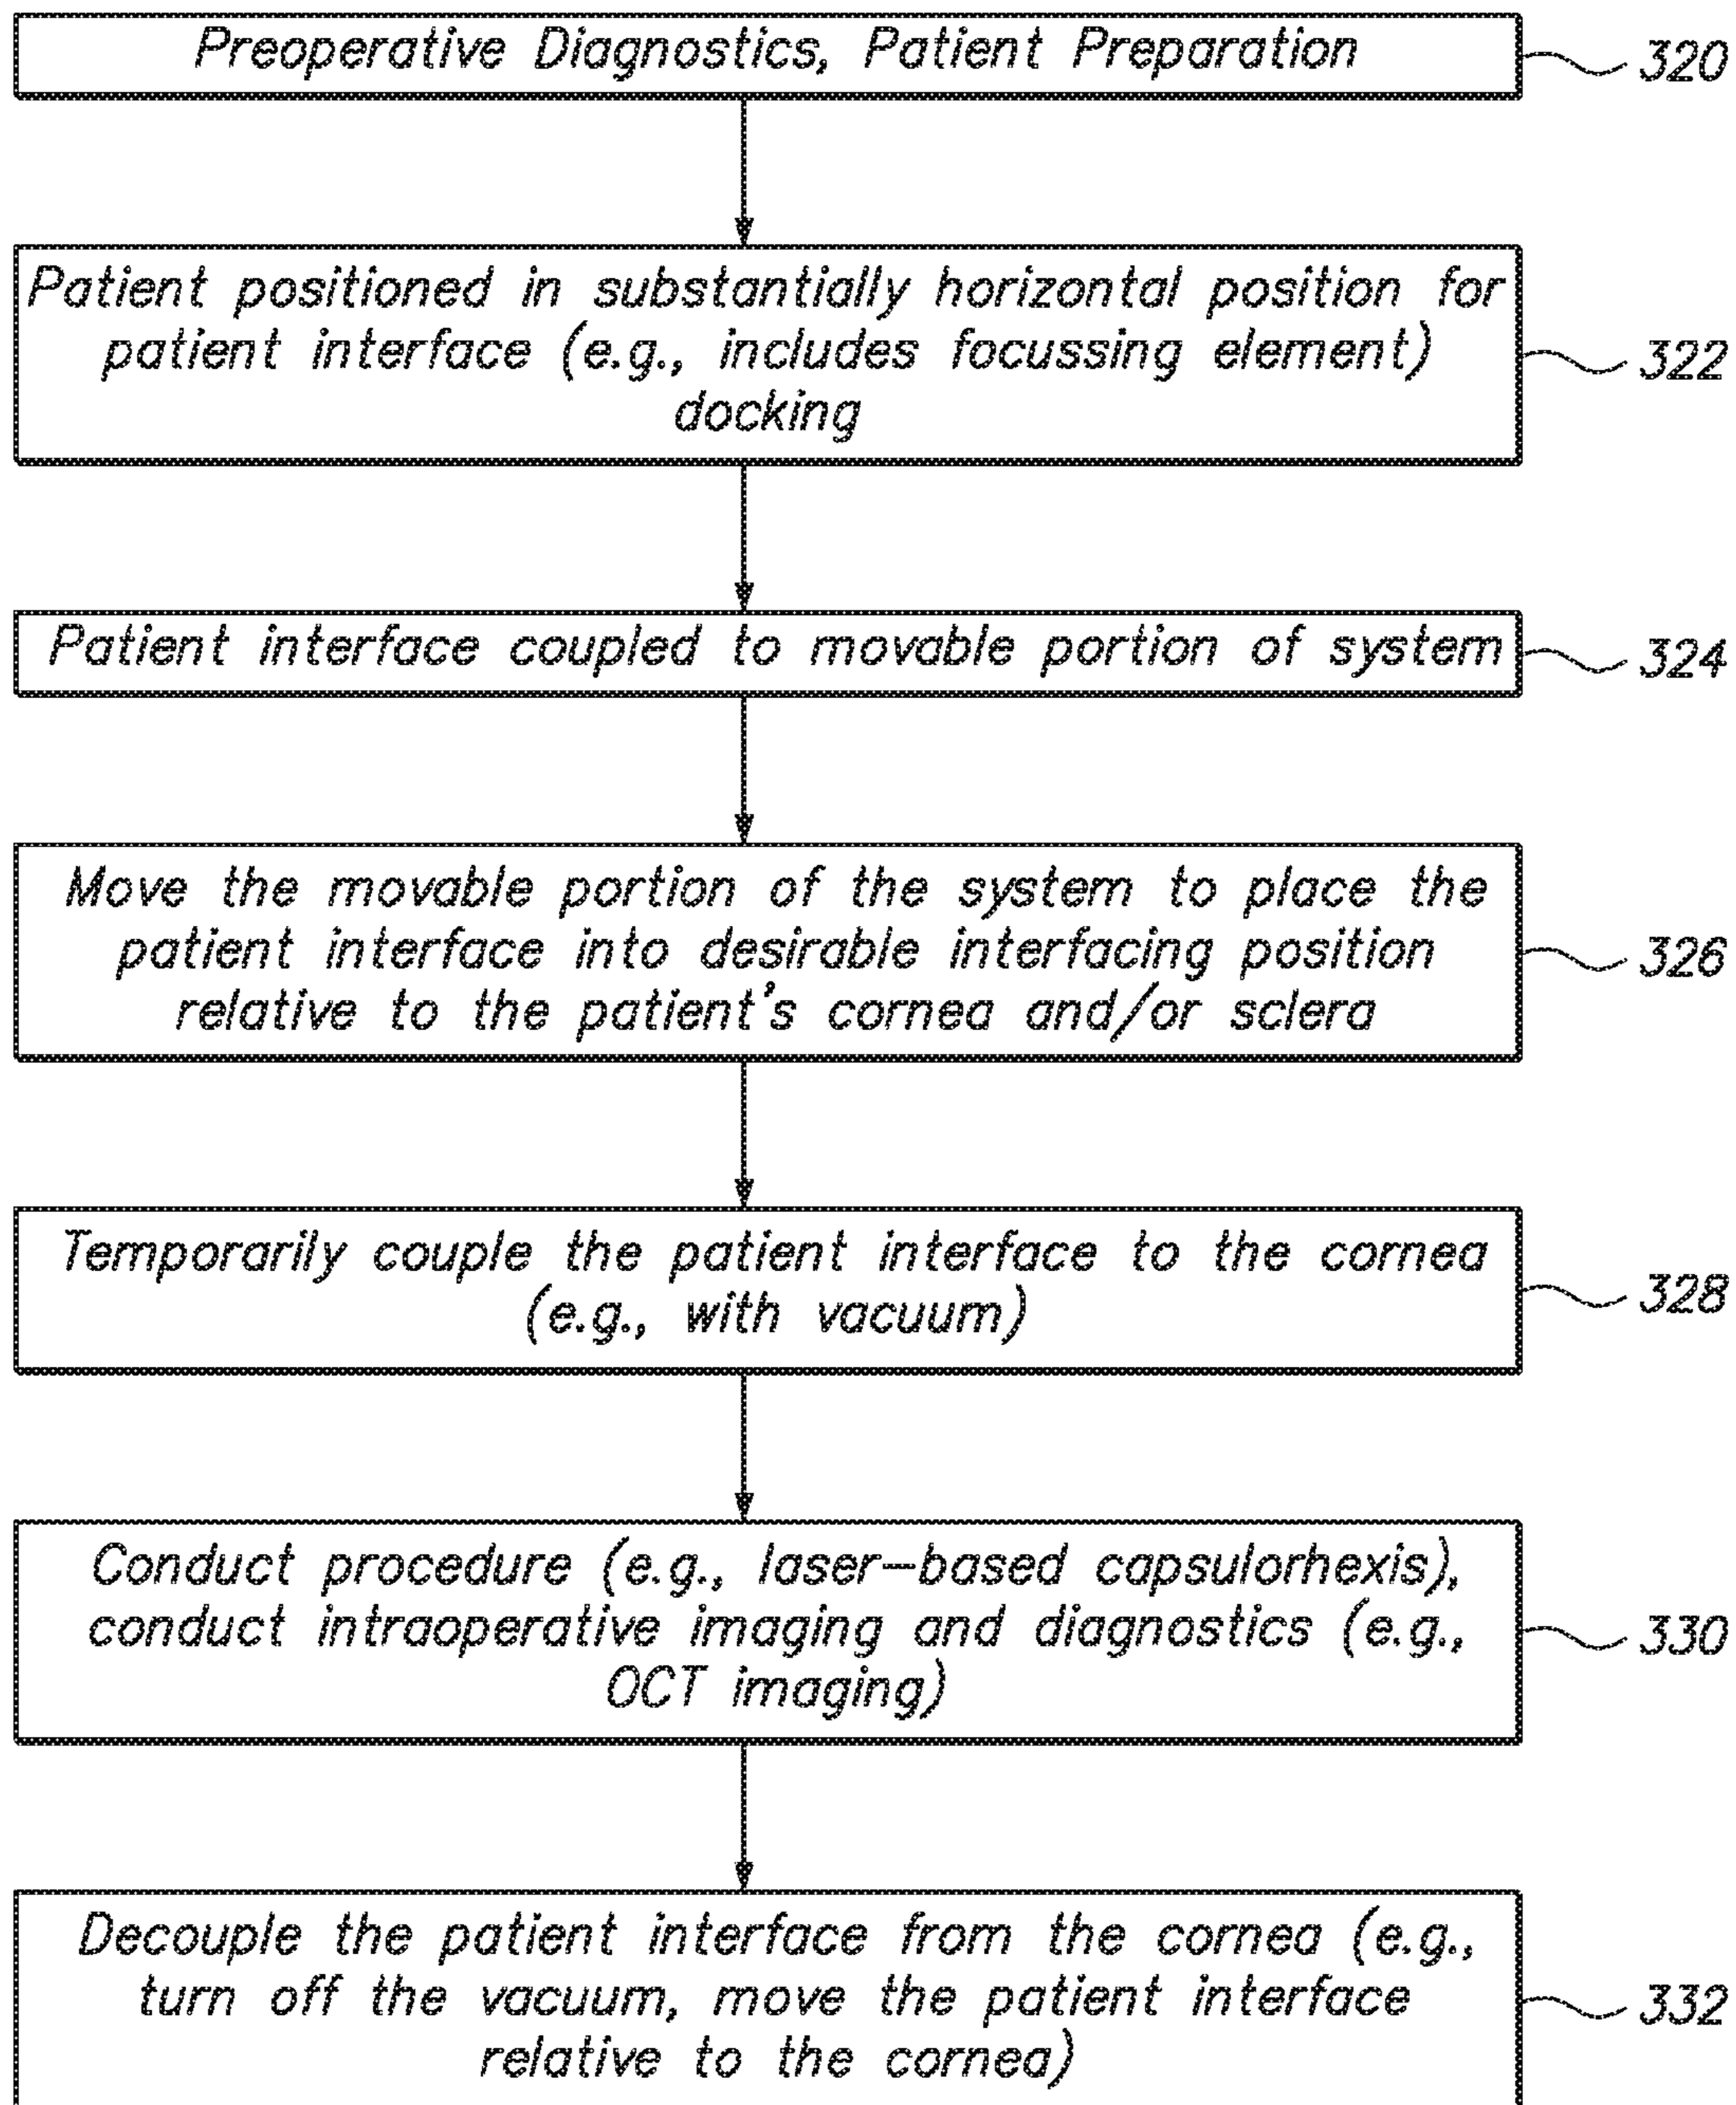 Preoperative Diagnostics, Patient Preparation
320
Patient positioned in substantially horizontal position for
patient interface (e.g., includes focussing element)
docking
322
Patient interface coupled to movable portion of system
324
Move the movable portion of the system to place the
patient interface into desirable interfacing position
relative to the patient's cornea and/or sclera
326
Temporarily couple the patient interface to the cornea
(e.g., with vacuum)
328
Conduct procedure (e.g., laser-based capsulorhexis),
conduct intraoperative imaging and diagnostics (e.g.,
OCT imaging)
330
Decouple the patient interface from the cornea (e.g.,
turn off the vacuum, move the patient interface
relative to the cornea)
332